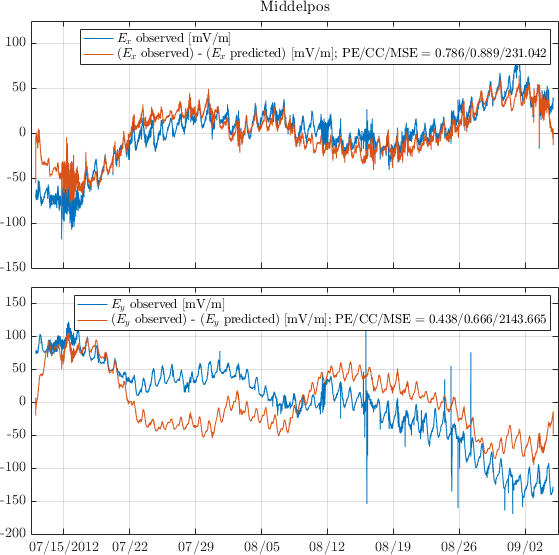 Middelpos
E_x observed [mV/m]
(E_x observed) - (E_x predicted) [mV/m]; PE/CC/MSE = 0.786/0.889/231.042
100
50
0
-50
-100
-150
E_y observed [mV/m]
(E_y observed) - (E_y predicted) [mV/m]; PE/CC/MSE = 0.438/0.666/2143.665
150
100
50
0
-50
-100
-150
-200
07/15/2012 07/22 07/29 08/05 08/12 08/19 08/26 09/02